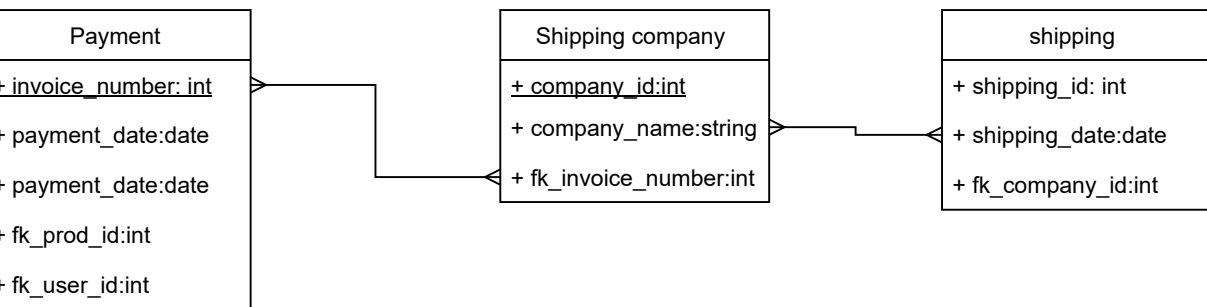 Payment
+ invoice_number: int
+ payment_date:date
+ payment_date:date
+ fk_prod_id:int
+ fk_user_id:int
Shipping company
+ company_id:int
+ company_name:string
+ fk_invoice_number:int
shipping
+ shipping_id: int
+ shipping_date:date
+ fk_company_id:int